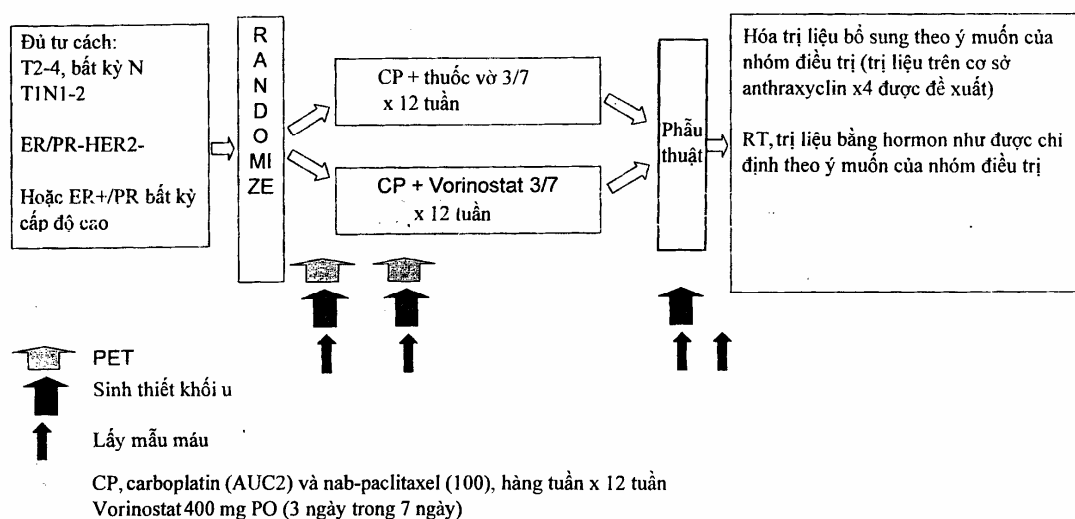 Đủ tư cách:
T2-4, bất kỳ N
T1N1-2
ER/PR-HER2-
Hoặc ER+/PR bất kỳ
cấp độ cao
R
A
N
D
O
MI
ZE
CP + thuốc vờ 3/7
x 12 tuần
CP + Vorinostat 3/7
x 12 tuần
Phẫu
thuật
Hóa trị liệu bổ sung theo ý muốn của
nhóm điều trị (trị liệu trên cơ sở
anthraxyclin x4 được đề xuất)
RT, trị liệu bằng hormon như được chỉ
định theo ý muốn của nhóm điều trị
PET
Sinh thiết khối u
Lấy mẫu máu
CP, carboplatin (AUC2) và nab-paclitaxel (100), hàng tuần x 12 tuần
Vorinostat 400 mg PO (3 ngày trong 7 ngày)